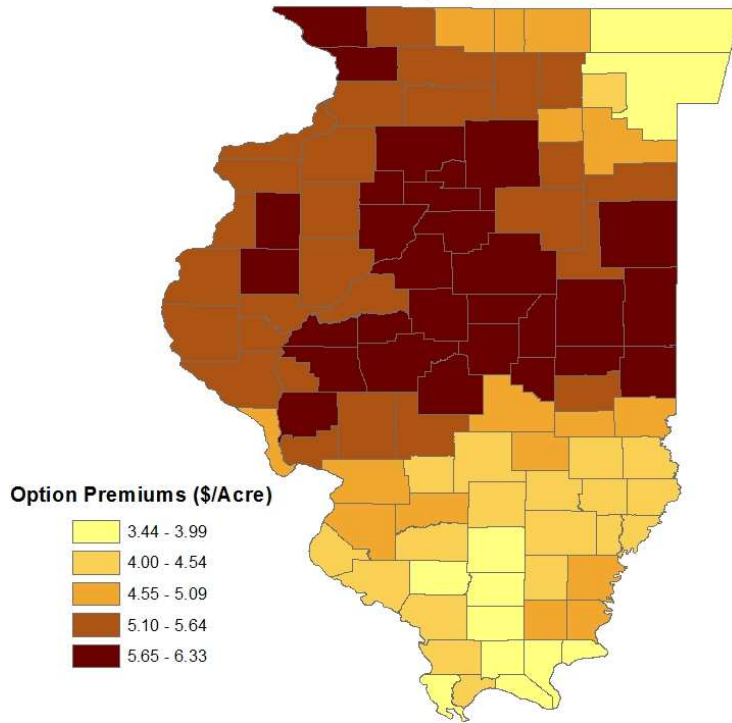 Option Premiums ($/Acre)
3.44 - 3.99
4.00 - 4.54
4.55 - 5.09
5.10 - 5.64
5.65 - 6.33